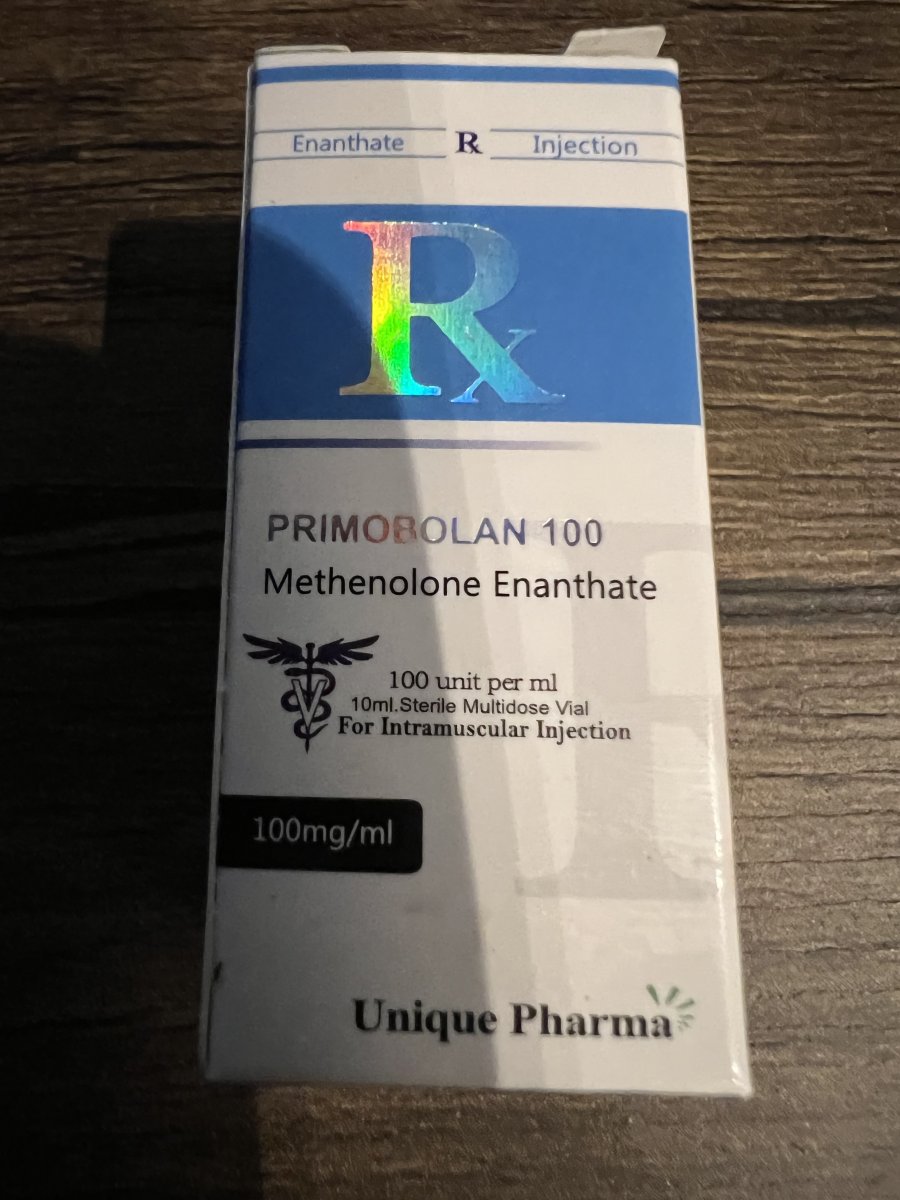 Enanthate ℞ Injection
Rx
PRIMOBOLAN 100
Methenolone Enanthate
V
100 unit per ml
10ml.Sterile Multidose Vial
For Intramuscular Injection
100mg/ml
Unique Pharma